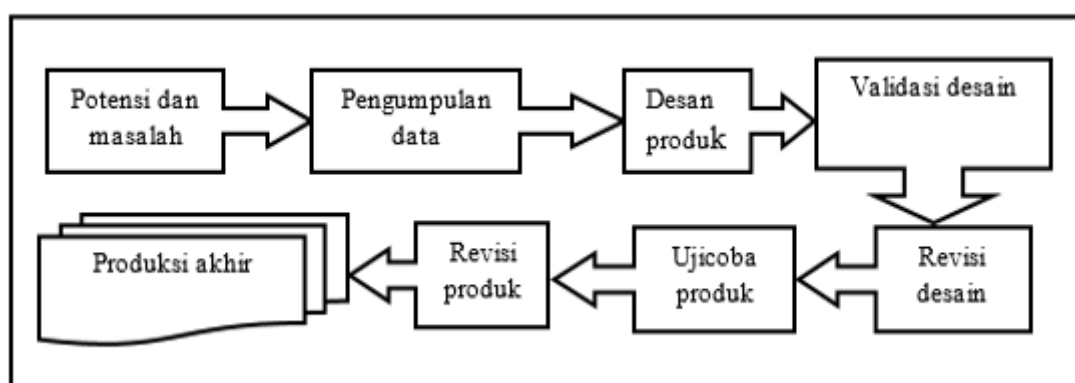 Potensi dan
masalah
Pengumpulan
data
Desan
produk
Validasi desain
Revisi
desain
Ujicoba
produk
Revisi
produk
Produksi akhir